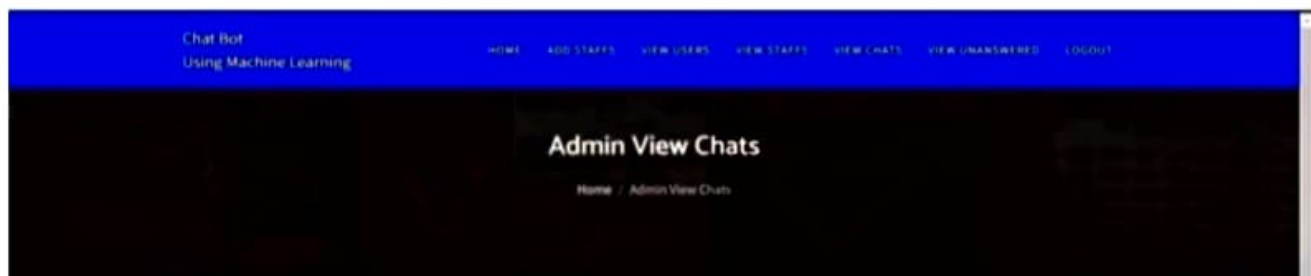 Chat Bot
Using Machine Learning
HOME ADD STAFFS VIEW USERS VIEW STAFFS VIEW CHATS VIEW UNANSWERED LOGOUT
Admin View Chats
Home / Admin View Chats